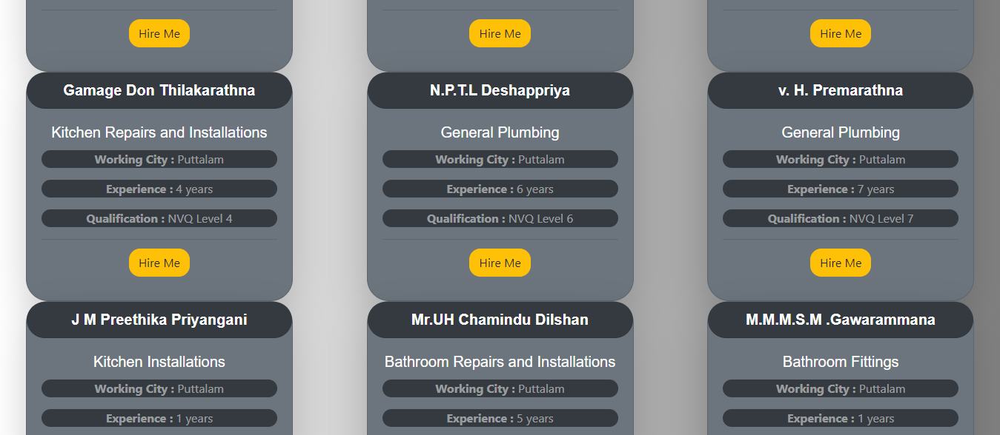 Hire Me
Hire Me
Hire Me
Gamage Don Thilakarathna
Kitchen Repairs and Installations
Working City : Puttalam
Experience : 4 years
Qualification : NVQ Level 4
Hire Me
N.P.T.L Deshappriya
General Plumbing
Working City : Puttalam
Experience : 6 years
Qualification : NVQ Level 6
Hire Me
v. H. Premarathna
General Plumbing
Working City : Puttalam
Experience : 7 years
Qualification : NVQ Level 7
Hire Me
J M Preethika Priyangani
Kitchen Installations
Working City : Puttalam
Experience : 1 years
Mr.UH Chamindu Dilshan
Bathroom Repairs and Installations
Working City : Puttalam
Experience : 5 years
M.M.M.S.M .Gawarammana
Bathroom Fittings
Working City : Puttalam
Experience : 1 years